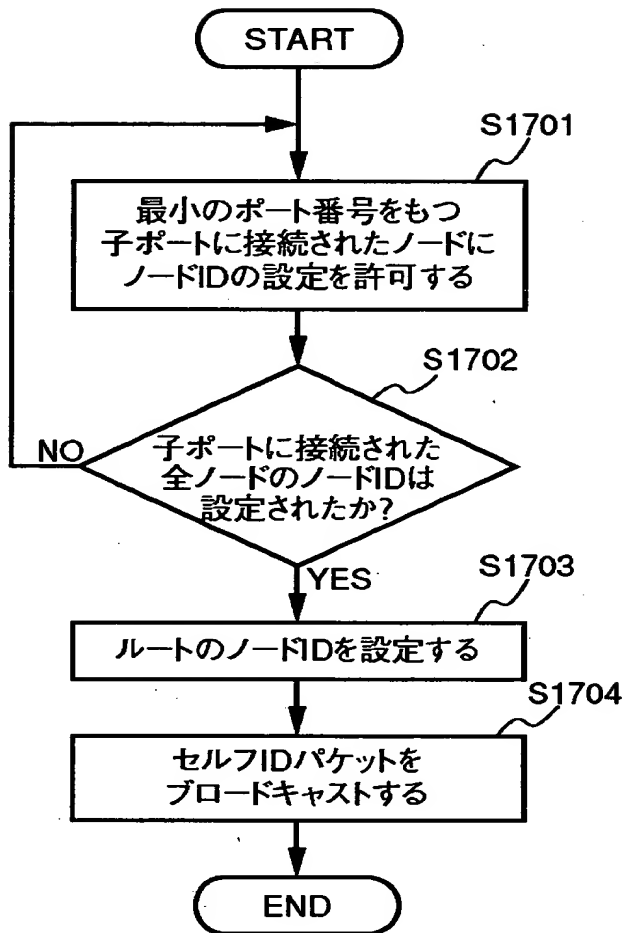 START
S1701
最小のポート番号をもつ
子ポートに接続されたノードに
ノードIDの設定を許可する
S1702
NO
子ポートに接続された
全ノードのノードIDは
設定されたか?
YES
S1703
ルートのノードIDを設定する
S1704
セルフIDパケットを
ブロードキャストする
END